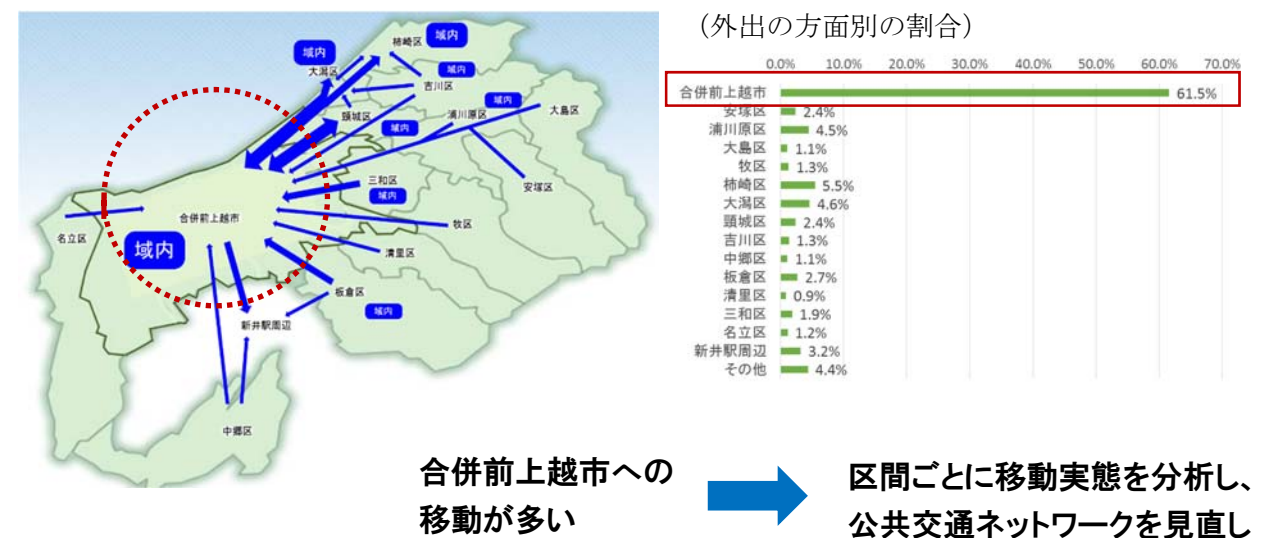 域内
柿崎区
域内
大潟区
域内
吉川区
域内
頸城区
浦川原区
大島区
域内
三和区
域内
安塚区
合併前上越市
牧区
名立区
域内
清里区
板倉区
域内
新井駅周辺
中郷区
(外出の方面別の割合)
0.0% 10.0% 20.0% 30.0% 40.0% 50.0% 60.0% 70.0%
合併前上越市 61.5%
安塚区 2.4%
浦川原区 4.5%
大島区 1.1%
牧区 1.3%
柿崎区 5.5%
大潟区 4.6%
頸城区 2.4%
吉川区 1.3%
中郷区 1.1%
板倉区 2.7%
清里区 0.9%
三和区 1.9%
名立区 1.2%
新井駅周辺 3.2%
その他 4.4%
合併前上越市への
移動が多い
区間ごとに移動実態を分析し、
公共交通ネットワークを見直し